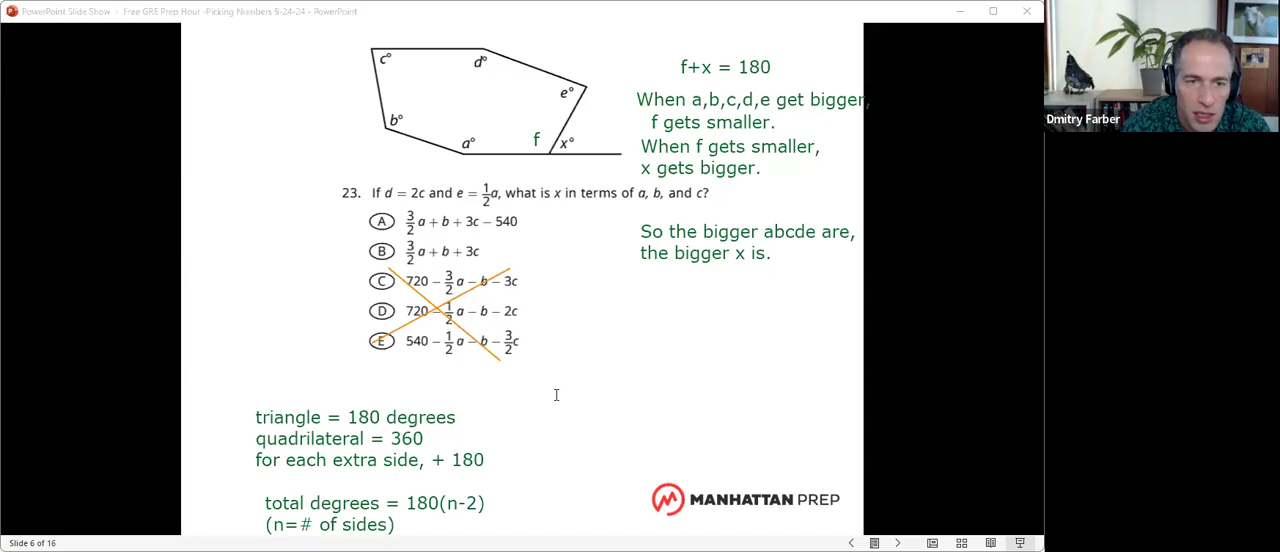 PowerPoint Slide Show - Free GRE Prep Hour -Picking Numbers 9-24-24 - PowerPoint
c°
d°
e°
b°
a°
f
x°
f+x = 180
When a,b,c,d,e get bigger,
f gets smaller.
When f gets smaller,
x gets bigger.
So the bigger abcde are,
the bigger x is.
Dmitry Farber
23. If d = 2c and e = 1/2 a, what is x in terms of a, b, and c?
A 3/2 a + b + 3c − 540
B 3/2 a + b + 3c
C 720 − 3/2 a − b − 3c
D 720 − 1/2 a − b − 2c
E 540 − 1/2 a − b − 3/2 c
triangle = 180 degrees
quadrilateral = 360
for each extra side, + 180
total degrees = 180(n-2)
(n=# of sides)
MANHATTAN PREP
Slide 6 of 16